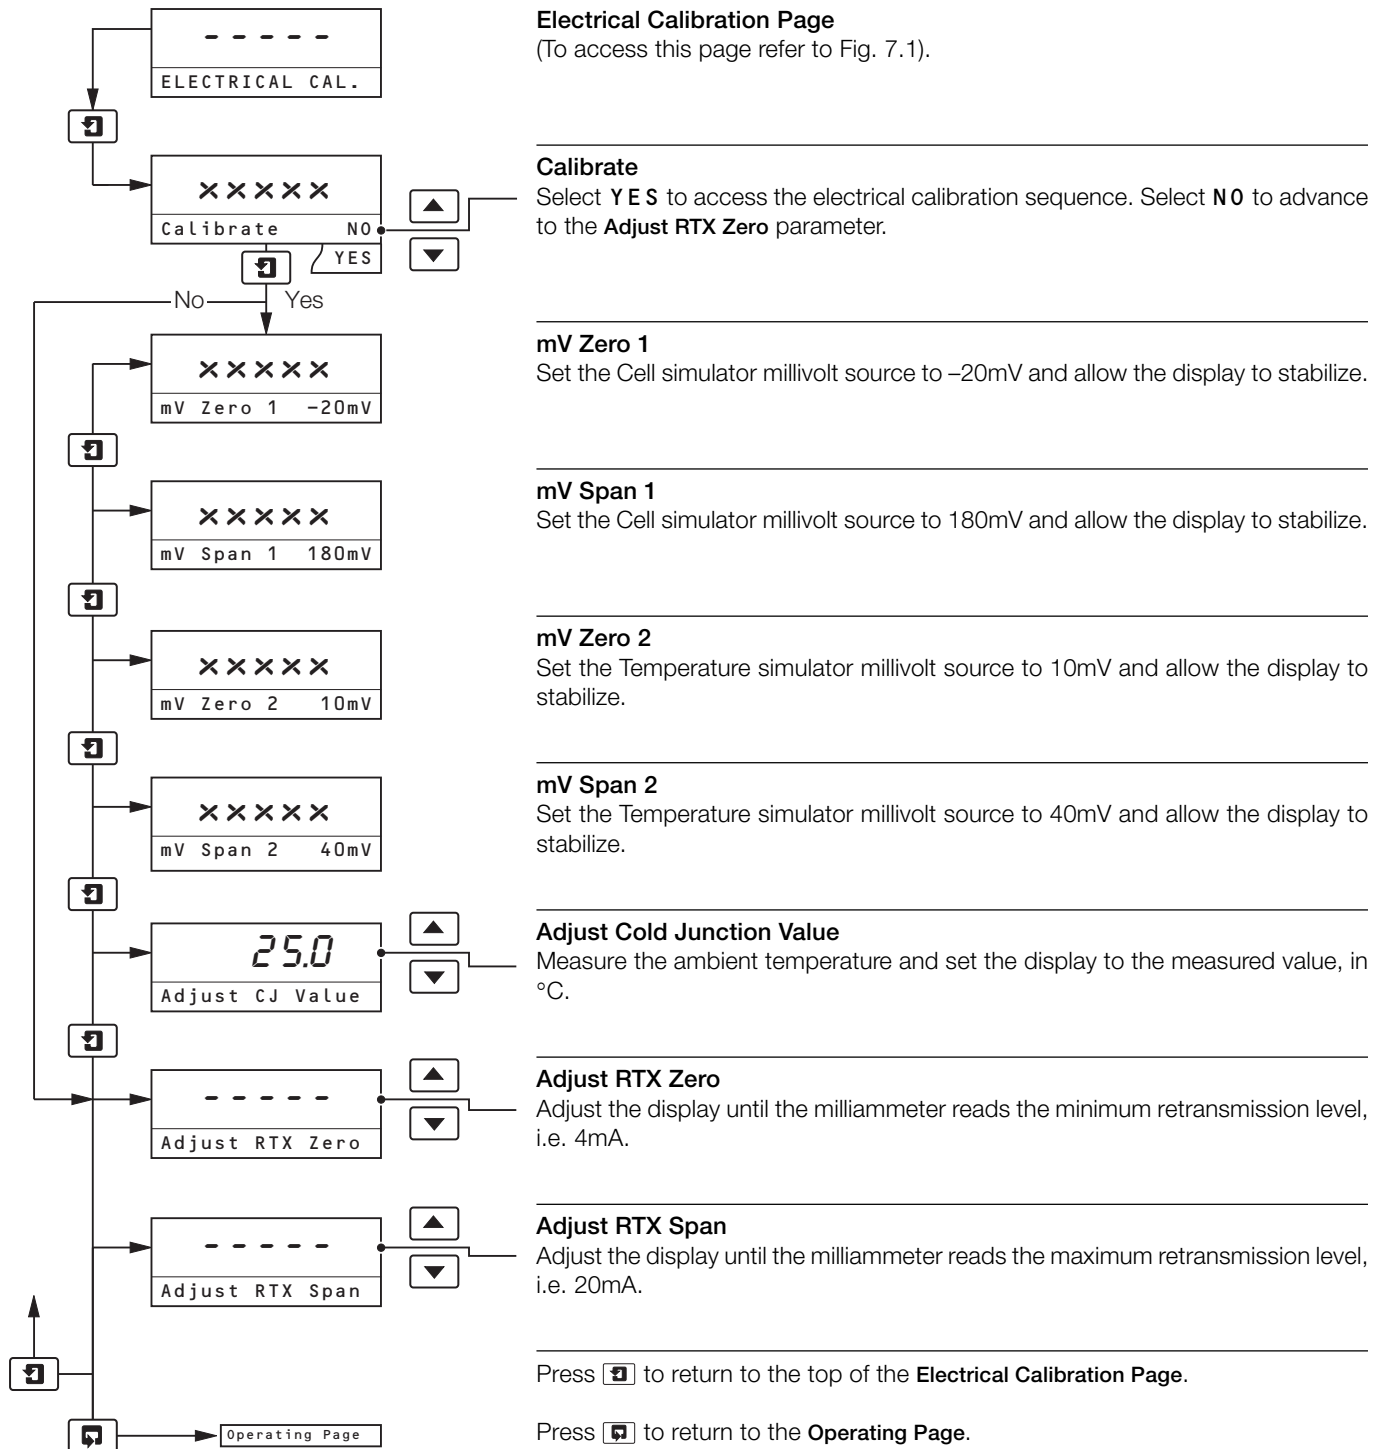 Electrical Calibration Page
(To access this page refer to Fig. 7.1).
- - - - -
ELECTRICAL CAL.
Calibrate
Select YES to access the electrical calibration sequence. Select NO to advance
to the Adjust RTX Zero parameter.
×××××
Calibrate NO
YES
No Yes
mV Zero 1
Set the Cell simulator millivolt source to –20mV and allow the display to stabilize.
×××××
mV Zero 1 –20mV
mV Span 1
Set the Cell simulator millivolt source to 180mV and allow the display to stabilize.
×××××
mV Span 1 180mV
mV Zero 2
Set the Temperature simulator millivolt source to 10mV and allow the display to
stabilize.
×××××
mV Zero 2 10mV
mV Span 2
Set the Temperature simulator millivolt source to 40mV and allow the display to
stabilize.
×××××
mV Span 2 40mV
Adjust Cold Junction Value
Measure the ambient temperature and set the display to the measured value, in
°C.
25.0
Adjust CJ Value
Adjust RTX Zero
Adjust the display until the milliammeter reads the minimum retransmission level,
i.e. 4mA.
- - - - -
Adjust RTX Zero
Adjust RTX Span
Adjust the display until the milliammeter reads the maximum retransmission level,
i.e. 20mA.
- - - - -
Adjust RTX Span
Press to return to the top of the Electrical Calibration Page.
Press to return to the Operating Page.
Operating Page